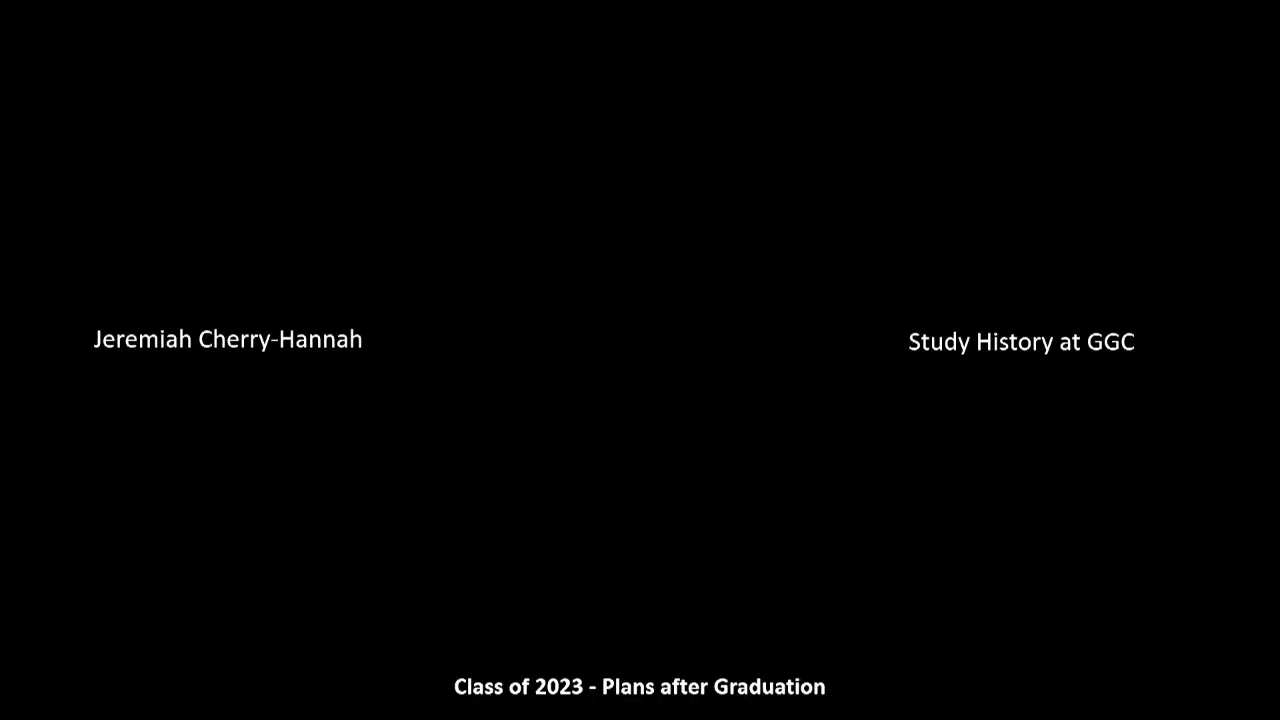 Jeremiah Cherry-Hannah
Study History at GGC
Class of 2023 - Plans after Graduation